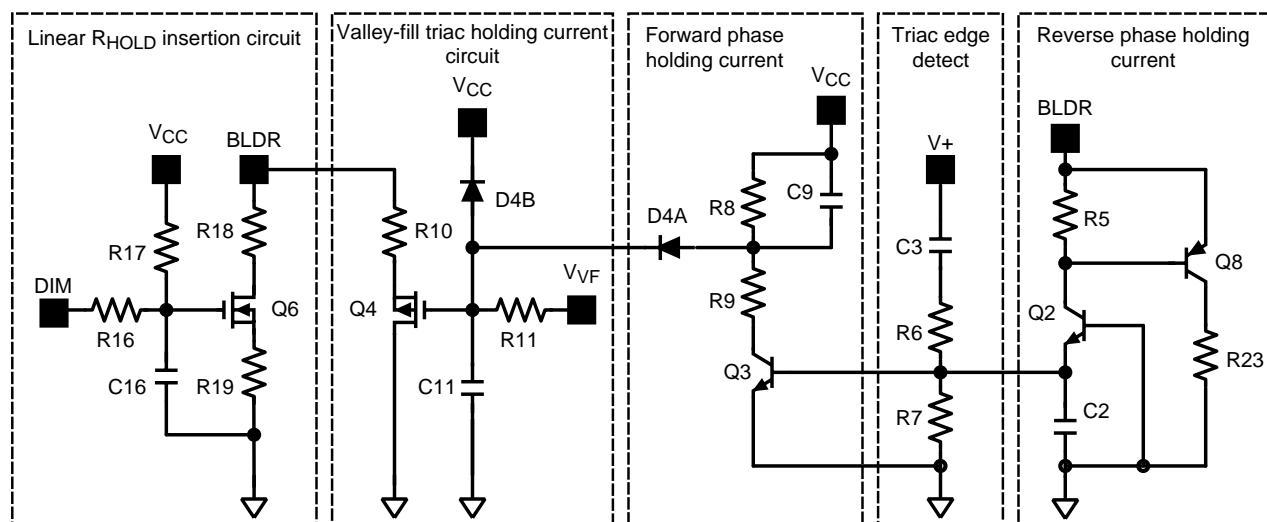 Linear RHOLD insertion circuit
VCC
BLDR
R17
R18
DIM
R16
Q6
C16
R19
Valley-fill triac holding current
circuit
VCC
D4B
R10
VVF
Q4
R11
C11
Forward phase
holding current
VCC
R8
C9
D4A
R9
Q3
Triac edge
detect
V+
C3
R6
R7
Reverse phase holding
current
BLDR
R5
Q8
Q2
R23
C2